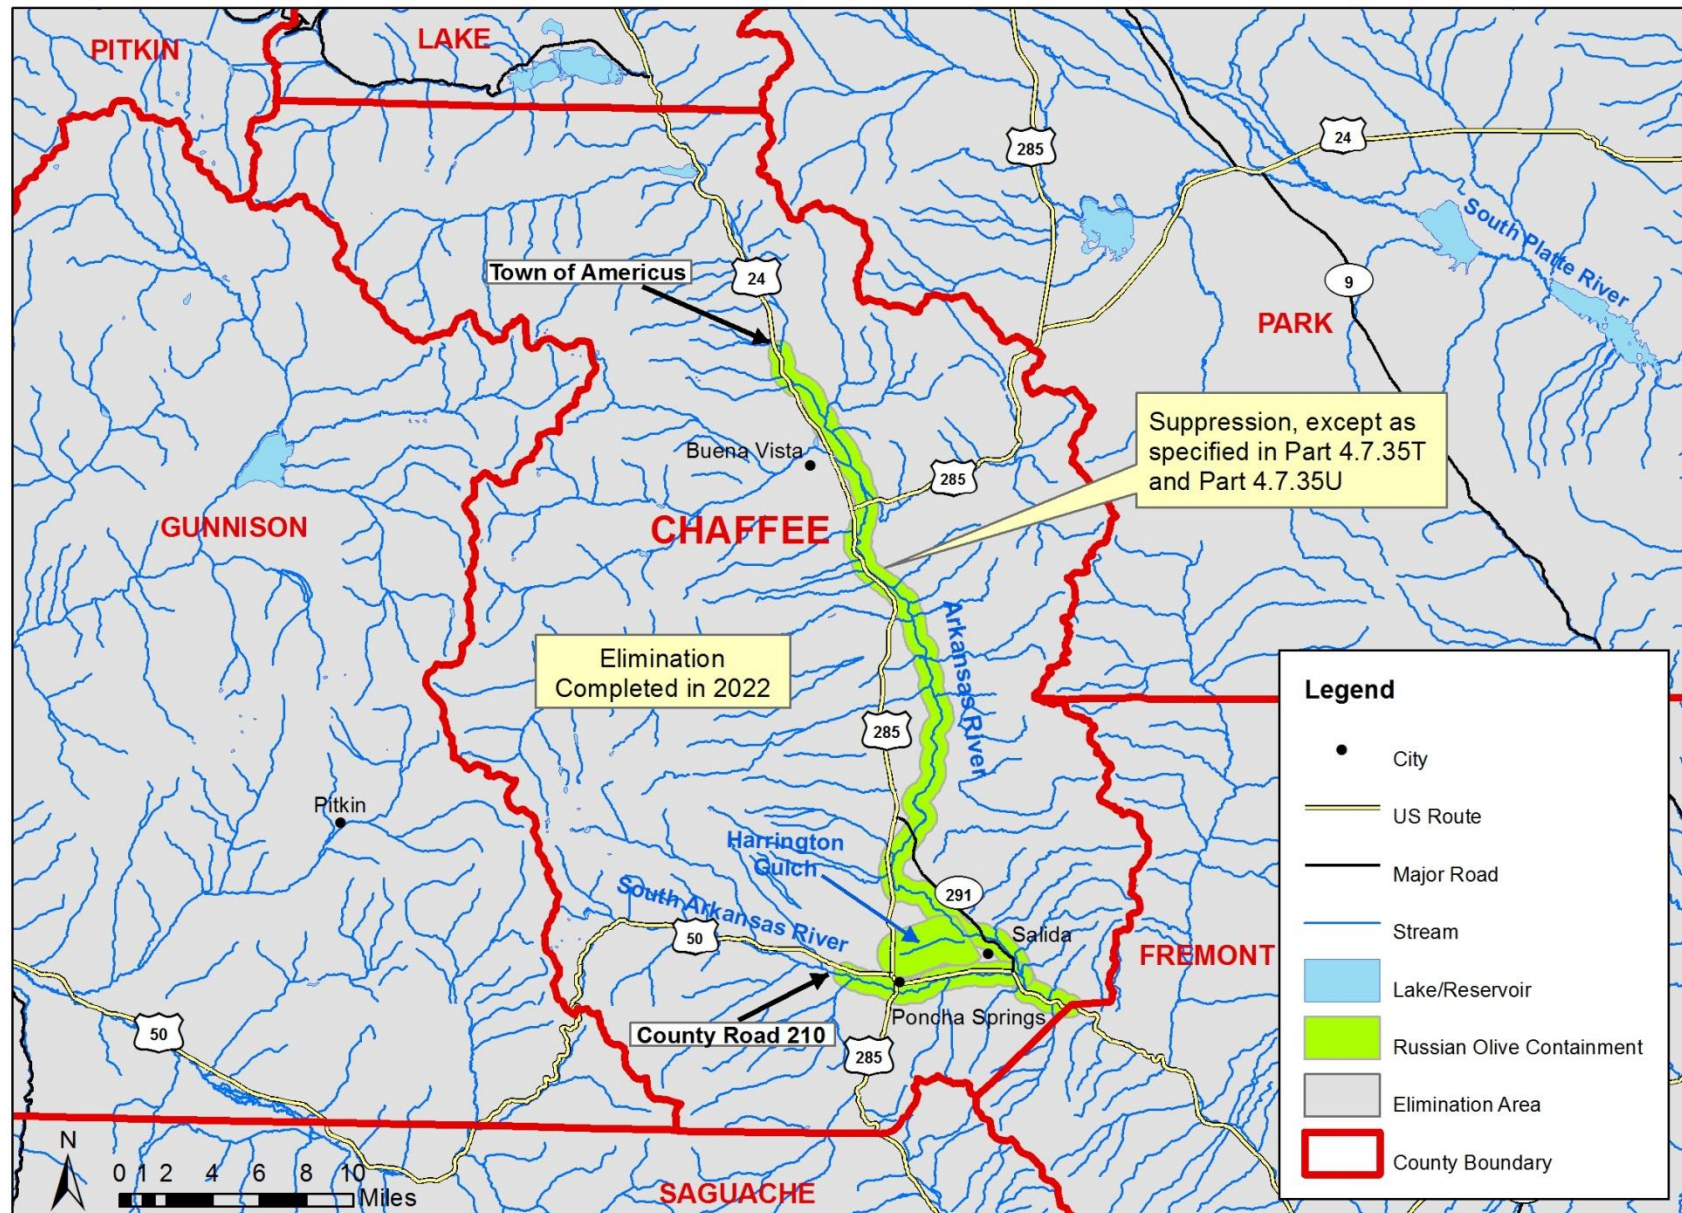 PITKIN
LAKE
285
24
South Platte River
Town of Americus
24
9
PARK
Suppression, except as
specified in Part 4.7.35T
and Part 4.7.35U
Buena Vista
285
GUNNISON
CHAFFEE
Arkansas River
Elimination
Completed in 2022
285
Pitkin
Harrington
Gulch
291
South Arkansas River
50
Salida
FREMONT
Poncha Springs
County Road 210
50
285
SAGUACHE
N
0 1 2 4 6 8 10
Miles
Legend
City
US Route
Major Road
Stream
Lake/Reservoir
Russian Olive Containment
Elimination Area
County Boundary